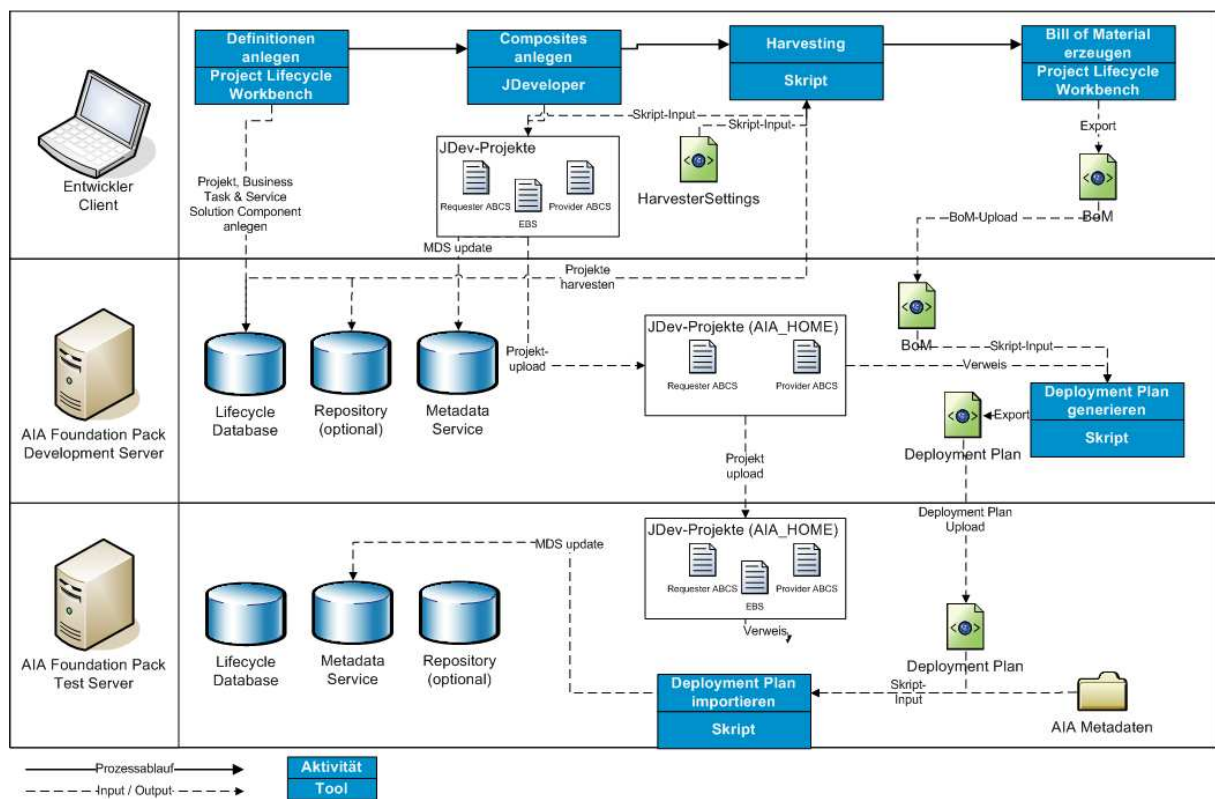 Definitionen
anlegen
Project Lifecycle
Workbench
Composites
anlegen
JDeveloper
Harvesting
Skript
Bill of Material
erzeugen
Project Lifecycle
Workbench
Skript-Input
Skript-Input
Export
JDev-Projekte
Requester ABCS
Provider ABCS
EBS
HarvesterSettings
BoM
Entwickler
Client
Projekt, Business
Task & Service
Solution Component
anlegen
BoM-Upload
MDS update
Projekte
harvesten
JDev-Projekte (AIA_HOME)
Requester ABCS
Provider ABCS
BoM
Skript-Input
Verweis
Projekt-
upload
Deployment Plan
generieren
Skript
Export
Deployment Plan
Lifecycle
Database
Repository
(optional)
Metadata
Service
AIA Foundation Pack
Development Server
Projekt
upload
Deployment Plan
Upload
JDev-Projekte (AIA_HOME)
Requester ABCS
Provider ABCS
EBS
Verweis
MDS update
Lifecycle
Database
Metadata
Service
Repository
(optional)
AIA Foundation Pack
Test Server
Deployment Plan
Skript-
Input
Deployment Plan
importieren
Skript
AIA Metadaten
Prozessablauf
Input / Output
Aktivität
Tool